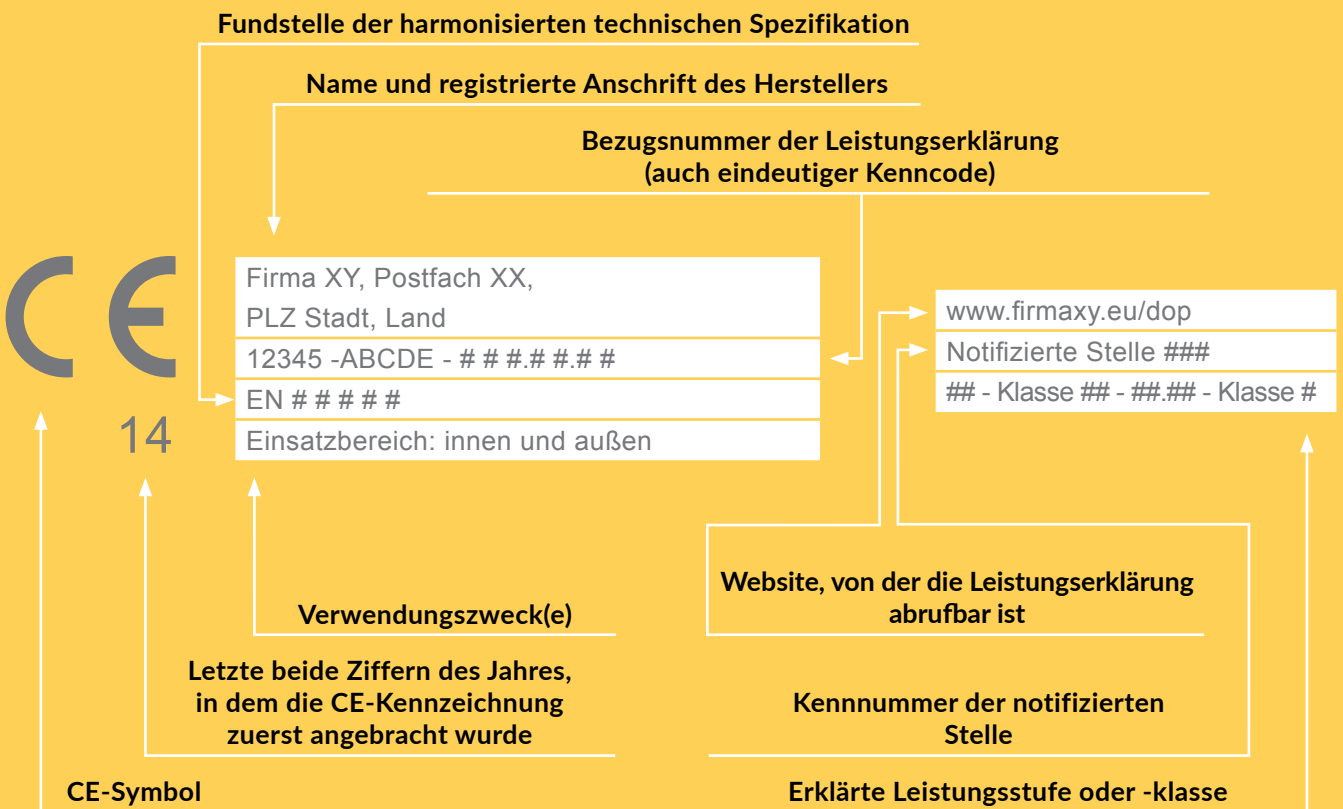 Fundstelle der harmonisierten technischen Spezifikation
Name und registrierte Anschrift des Herstellers
Bezugsnummer der Leistungserklärung
(auch eindeutiger Kenncode)
CE
14
Firma XY, Postfach XX,
PLZ Stadt, Land
12345 -ABCDE - # # #.# #.# #
EN # # # # #
Einsatzbereich: innen und außen
www.firmaxy.eu/dop
Notifizierte Stelle ###
## - Klasse ## - ##.## - Klasse #
Verwendungszweck(e)
Letzte beide Ziffern des Jahres,
in dem die CE-Kennzeichnung
zuerst angebracht wurde
CE-Symbol
Website, von der die Leistungserklärung
abrufbar ist
Kennnummer der notifizierten
Stelle
Erklärte Leistungsstufe oder -klasse